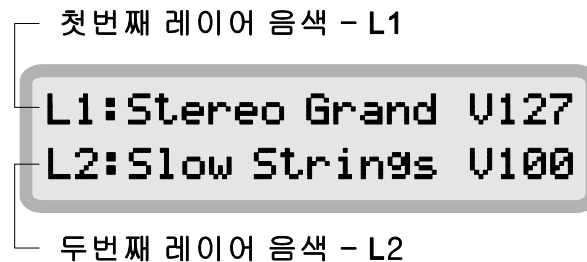 첫번째 레이어 음색 – L1
L1:Stereo Grand V127
L2:Slow Strings V100
두번째 레이어 음색 – L2